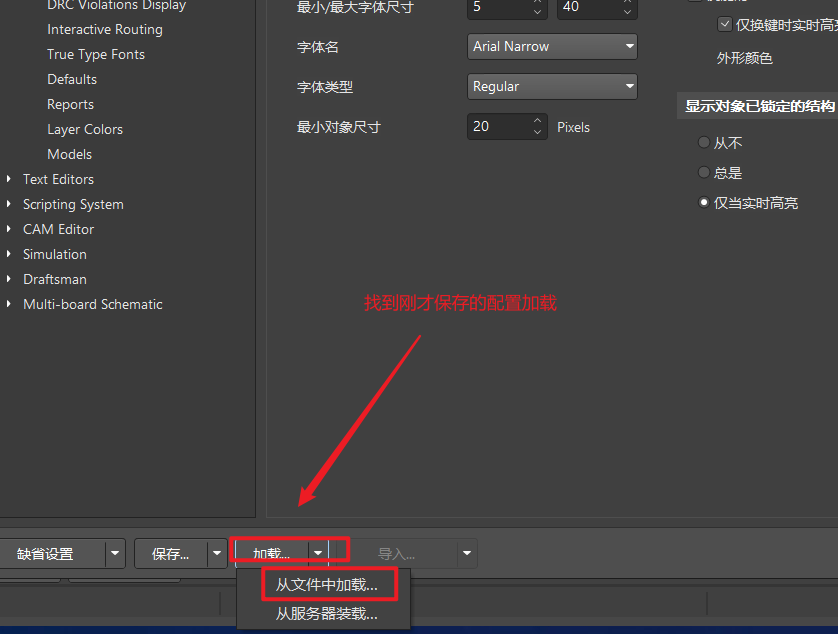 DRC Violations Display
Interactive Routing
True Type Fonts
Defaults
Reports
Layer Colors
Models
Text Editors
Scripting System
CAM Editor
Simulation
Draftsman
Multi-board Schematic
最小/最大字体尺寸 5 40
字体名 Arial Narrow
字体类型 Regular
最小对象尺寸 20 Pixels
仅换键时实时高亮
外形颜色
显示对象已锁定的结构
从不
总是
仅当实时高亮
找到刚才保存的配置加载
缺省设置 保存... 加载... 导入...
从文件中加载...
从服务器装载...